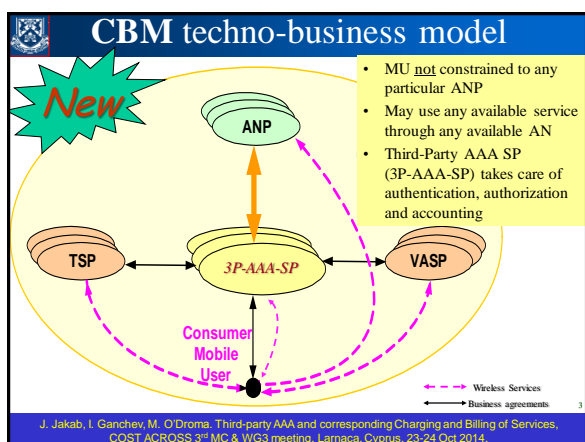 CBM techno-business model
New
• MU not constrained to any
particular ANP
• May use any available service
through any available AN
• Third-Party AAA SP
(3P-AAA-SP) takes care of
authentication, authorization
and accounting
ANP
TSP
3P-AAA-SP
VASP
Consumer
Mobile
User
Wireless Services
Business agreements
3
J. Jakab, I. Ganchev, M. O'Droma. Third-party AAA and corresponding Charging and Billing of Services,
COST ACROSS 3rd MC & WG3 meeting, Larnaca, Cyprus, 23-24 Oct 2014